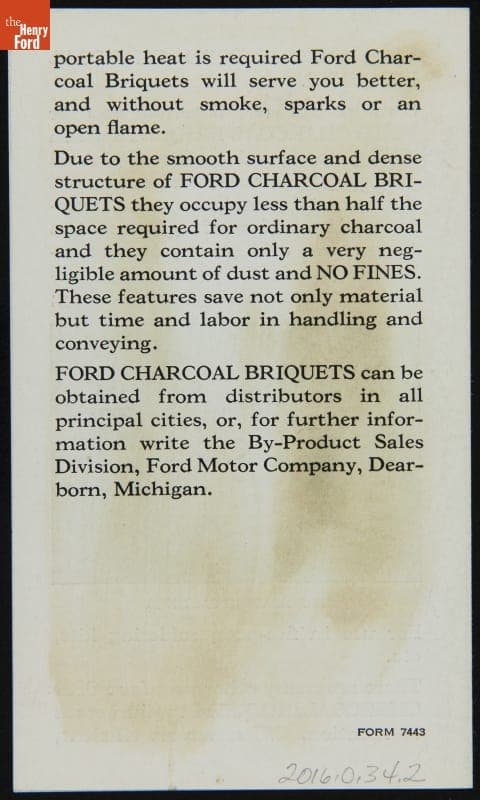 the
Henry
Ford
portable heat is required Ford Char-
coal Briquets will serve you better,
and without smoke, sparks or an
open flame.
Due to the smooth surface and dense
structure of FORD CHARCOAL BRI-
QUETS they occupy less than half the
space required for ordinary charcoal
and they contain only a very neg-
ligible amount of dust and NO FINES.
These features save not only material
but time and labor in handling and
conveying.
FORD CHARCOAL BRIQUETS can be
obtained from distributors in all
principal cities, or, for further infor-
mation write the By-Product Sales
Division, Ford Motor Company, Dear-
born, Michigan.
FORM 7443
2016.0.34.2